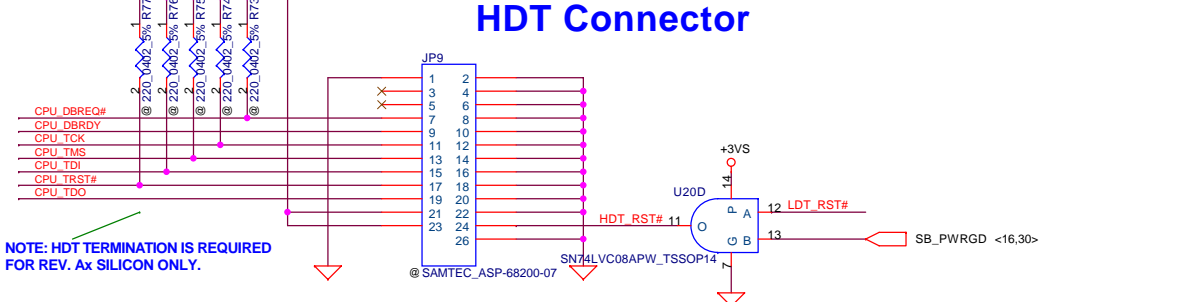 HDT Connector
1 1 1 1 1
@ 220_0402_5% R77
@ 220_0402_5% R76
@ 220_0402_5% R75
@ 220_0402_5% R74
@ 220_0402_5% R73
2 2 2 2 2
JP9
1 2
3 4
5 6
CPU_DBREQ# 7 8
CPU_DBRDY 9 10
CPU_TCK 11 12
CPU_TMS 13 14
CPU_TDI 15 16
CPU_TRST# 17 18
CPU_TDO 19 20
21 22
23 24
26
@ SAMTEC_ASP-68200-07
+3VS
14
U20D
P A 12 LDT_RST#
HDT_RST# 11 O
G B 13 SB_PWRGD <16,30>
7
SN74LVC08APW_TSSOP14
NOTE: HDT TERMINATION IS REQUIRED
FOR REV. Ax SILICON ONLY.